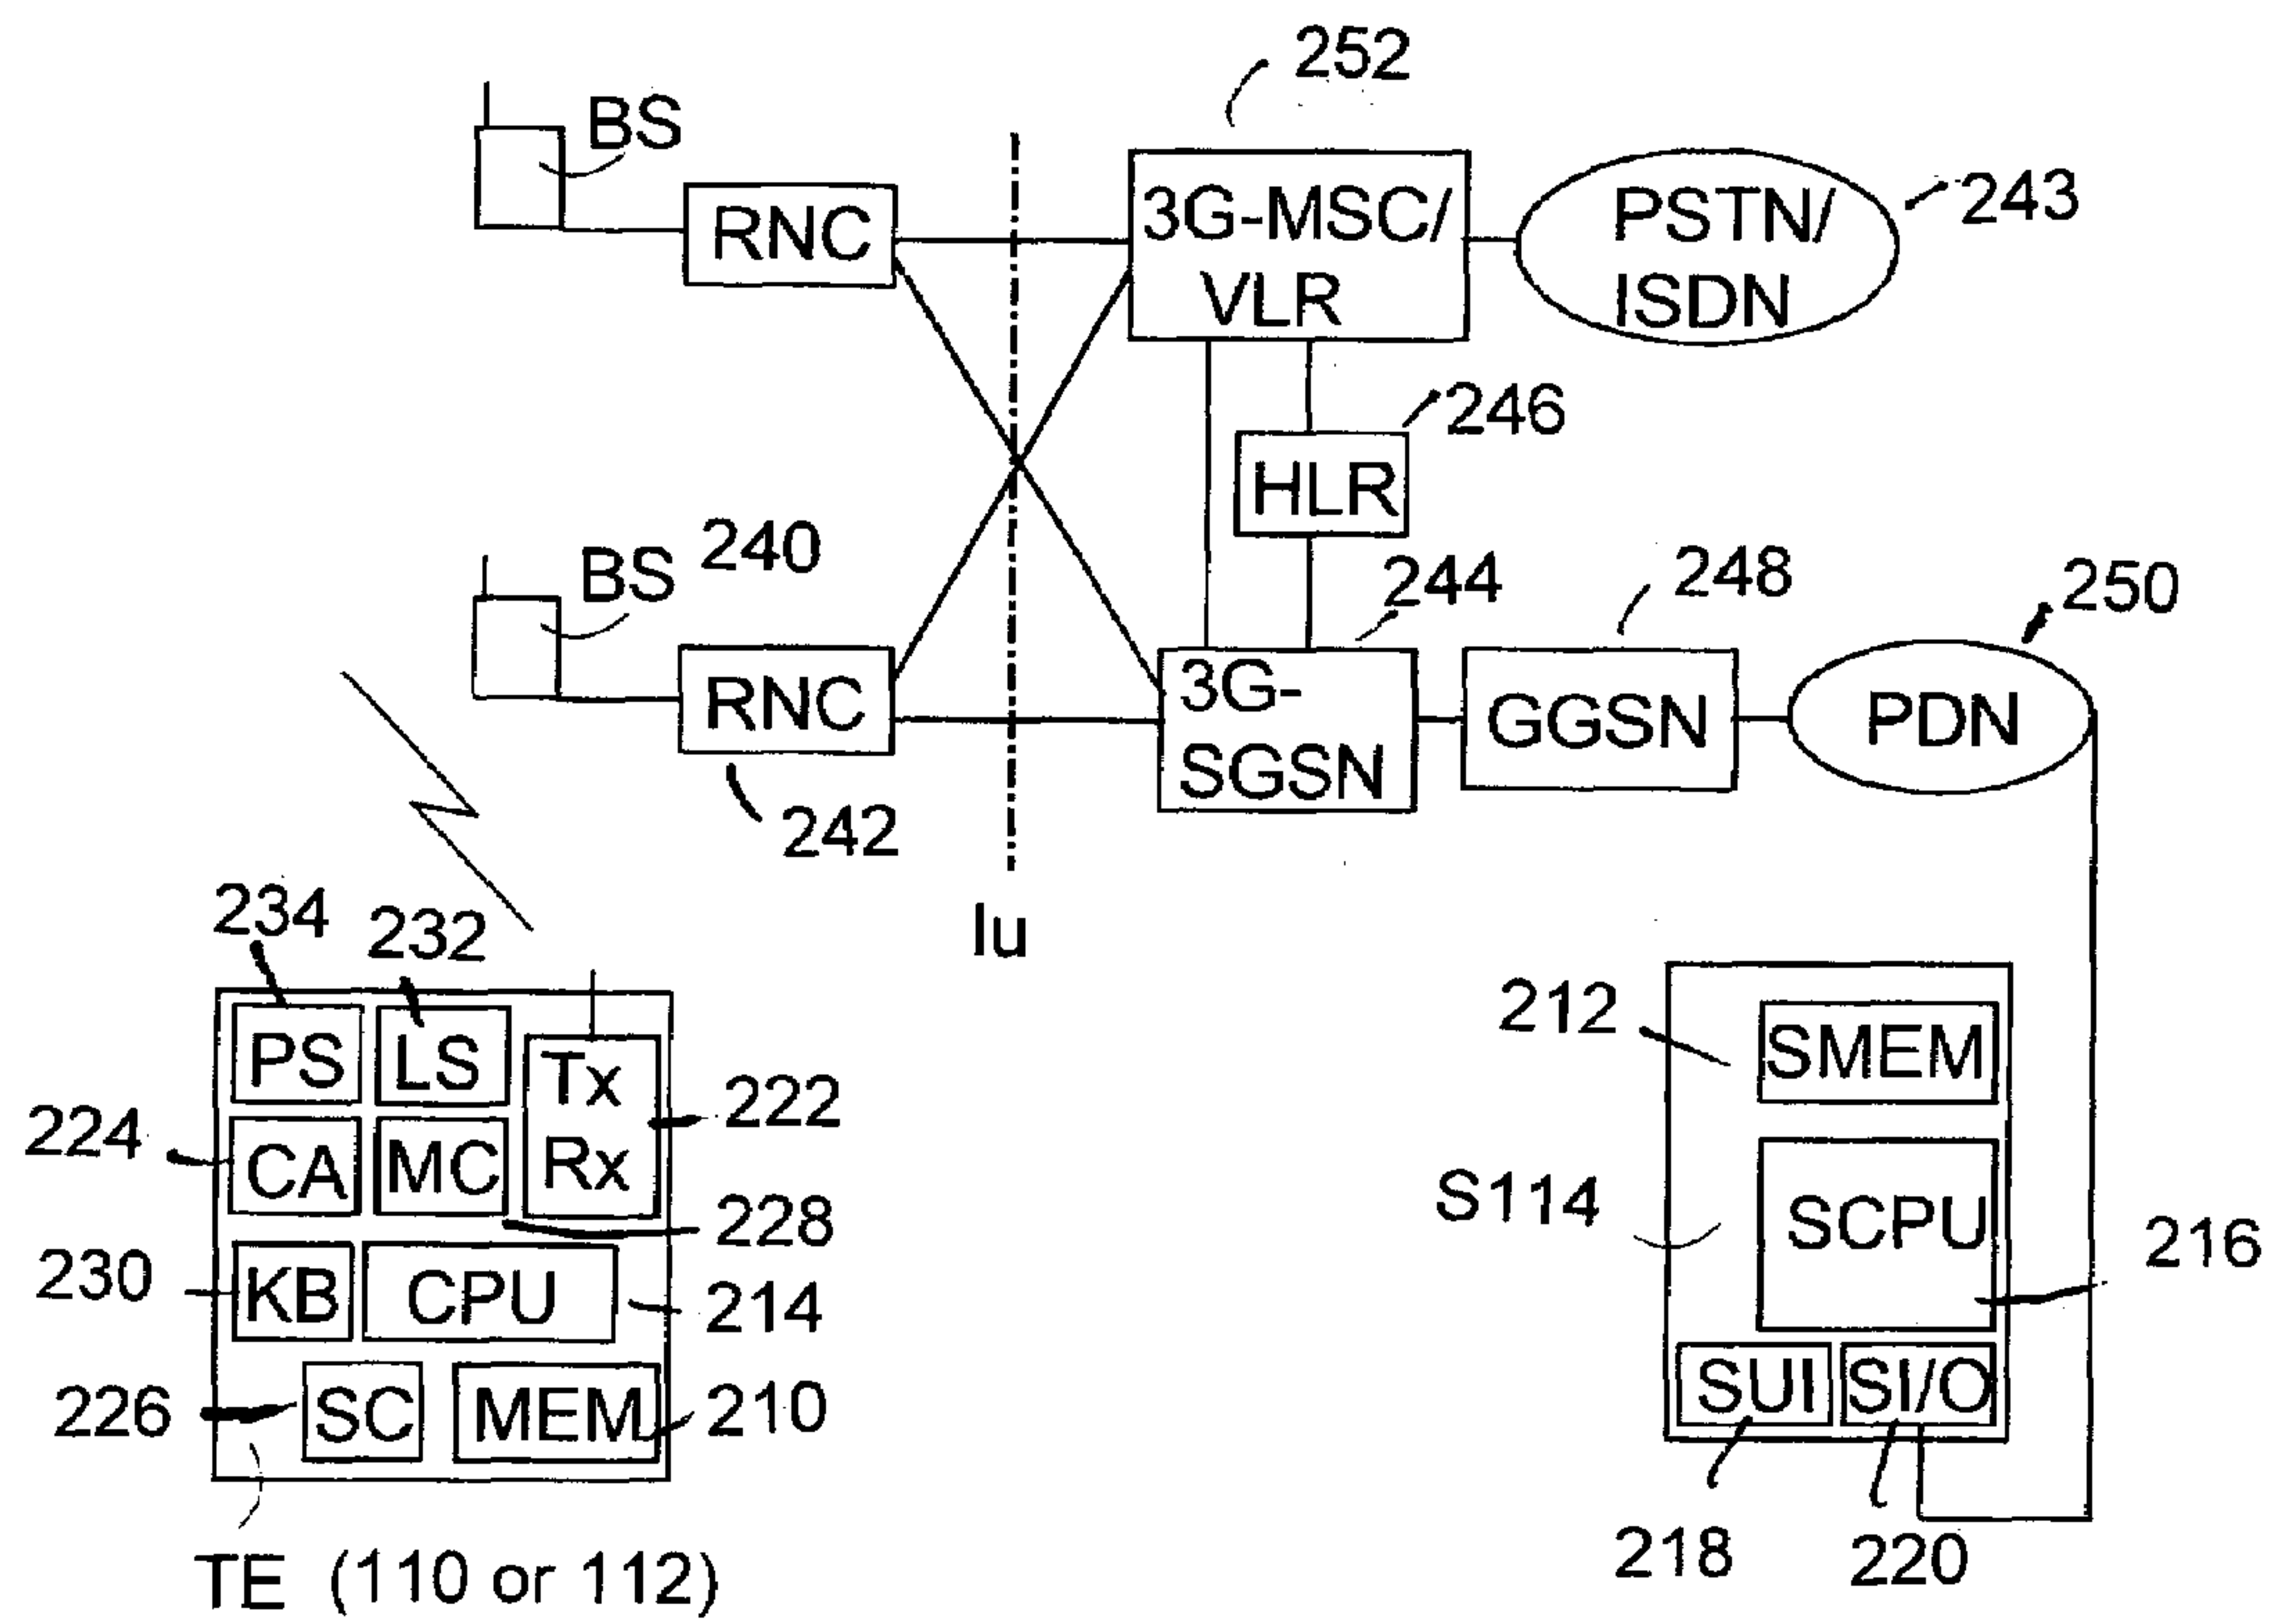 252
BS
RNC
3G-MSC/
VLR
PSTN/
ISDN
243
246
HLR
BS
240
244
248
250
RNC
242
3G-
SGSN
GGSN
PDN
Iu
234
232
PS
LS
Tx
Rx
222
224
CA
MC
228
230
KB
CPU
214
226
SC
MEM
210
TE (110 or 112)
212
SMEM
S114
SCPU
216
SUI
SI/O
218
220